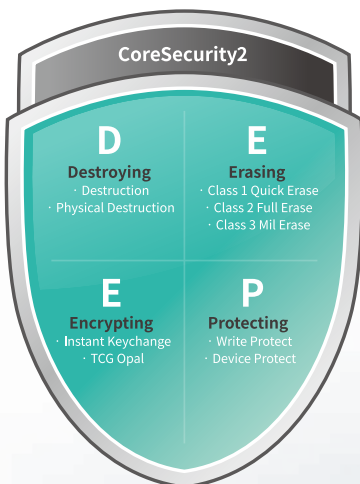 CoreSecurity2
D
Destroying
· Destruction
· Physical Destruction
E
Erasing
· Class 1 Quick Erase
· Class 2 Full Erase
· Class 3 Mil Erase
E
Encrypting
· Instant Keychange
· TCG Opal
P
Protecting
· Write Protect
· Device Protect